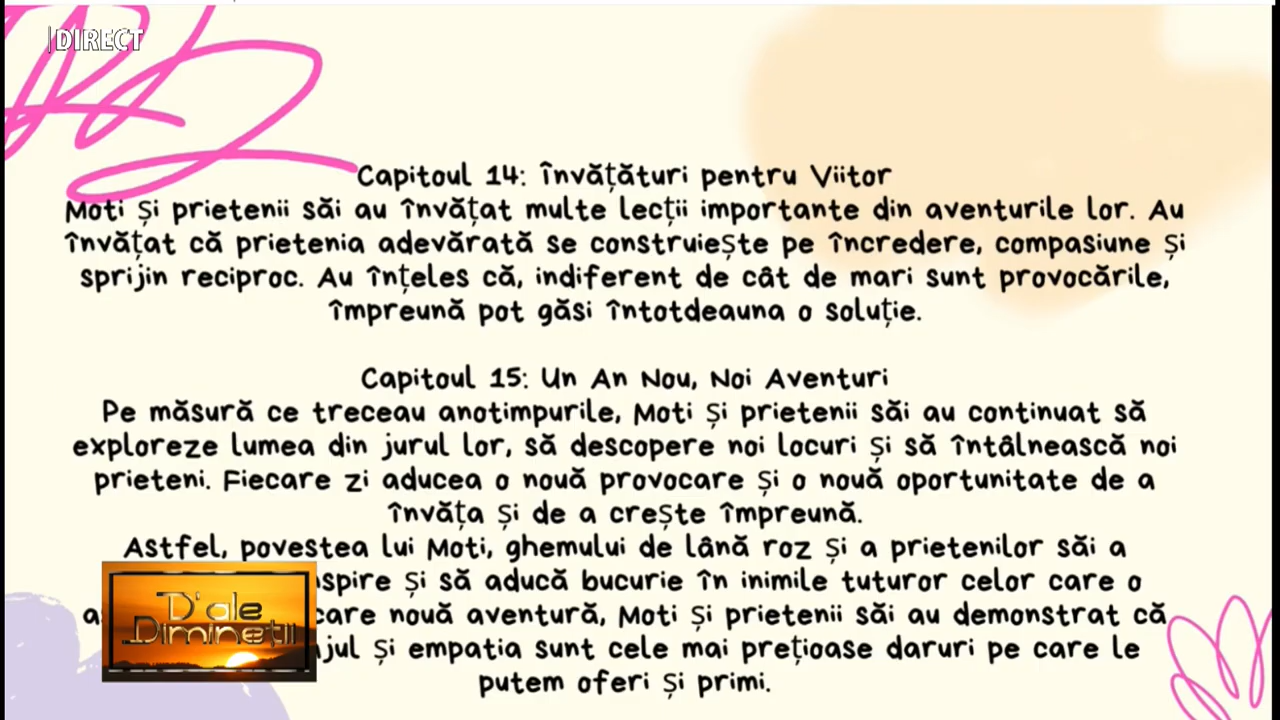 |DIRECT
Capitoul 14: învățături pentru Viitor
Moti și prietenii săi au învățat multe lecții importante din aventurile lor. Au
învățat că prietenia adevărată se construiește pe încredere, compasiune și
sprijin reciproc. Au înțeles că, indiferent de cât de mari sunt provocările,
împreună pot găsi întotdeauna o soluție.
Capitoul 15: Un An Nou, Noi Aventuri
Pe măsură ce treceau anotimpurile, Moti și prietenii săi au continuat să
exploreze lumea din jurul lor, să descopere noi locuri și să întâlnească noi
prieteni. Fiecare zi aducea o nouă provocare și o nouă oportunitate de a
învăța și de a crește împreună.
Astfel, povestea lui Moti, ghemului de lână roz și a prietenilor săi a
și să aducă bucurie în inimile tuturor celor care o
nouă aventură, Moti și prietenii săi au demonstrat că
și empatia sunt cele mai prețioase daruri pe care le
putem oferi și primi.
D'ale
Dimineții